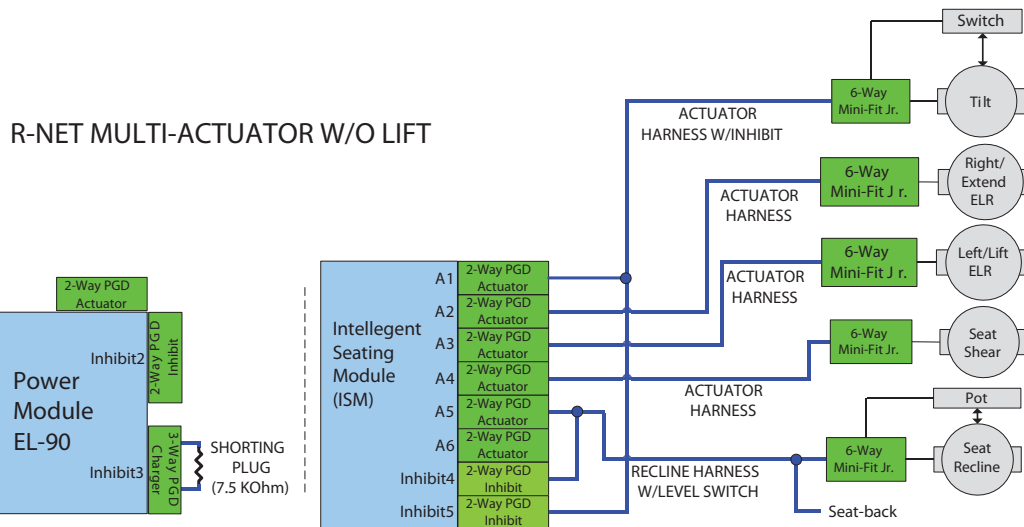 R-NET MULTI-ACTUATOR W/O LIFT
2-Way PGD
Actuator
Power
Module
EL-90
Inhibit2
2-Way PGD
Inhibit
Inhibit3
3-Way PGD
Charger
SHORTING
PLUG
(7.5 KOhm)
Intellegent
Seating
Module
(ISM)
A1
2-Way PGD
Actuator
A2
2-Way PGD
Actuator
A3
2-Way PGD
Actuator
A4
2-Way PGD
Actuator
A5
2-Way PGD
Actuator
A6
2-Way PGD
Actuator
Inhibit4
2-Way PGD
Inhibit
Inhibit5
2-Way PGD
Inhibit
ACTUATOR
HARNESS W/INHIBIT
6-Way
Mini-Fit Jr.
Switch
Tilt
ACTUATOR
HARNESS
6-Way
Mini-Fit J r.
Right/
Extend
ELR
ACTUATOR
HARNESS
6-Way
Mini-Fit J r.
Left/Lift
ELR
ACTUATOR
HARNESS
6-Way
Mini-Fit Jr.
Seat
Shear
RECLINE HARNESS
W/LEVEL SWITCH
6-Way
Mini-Fit Jr.
Pot
Seat
Recline
Seat-back